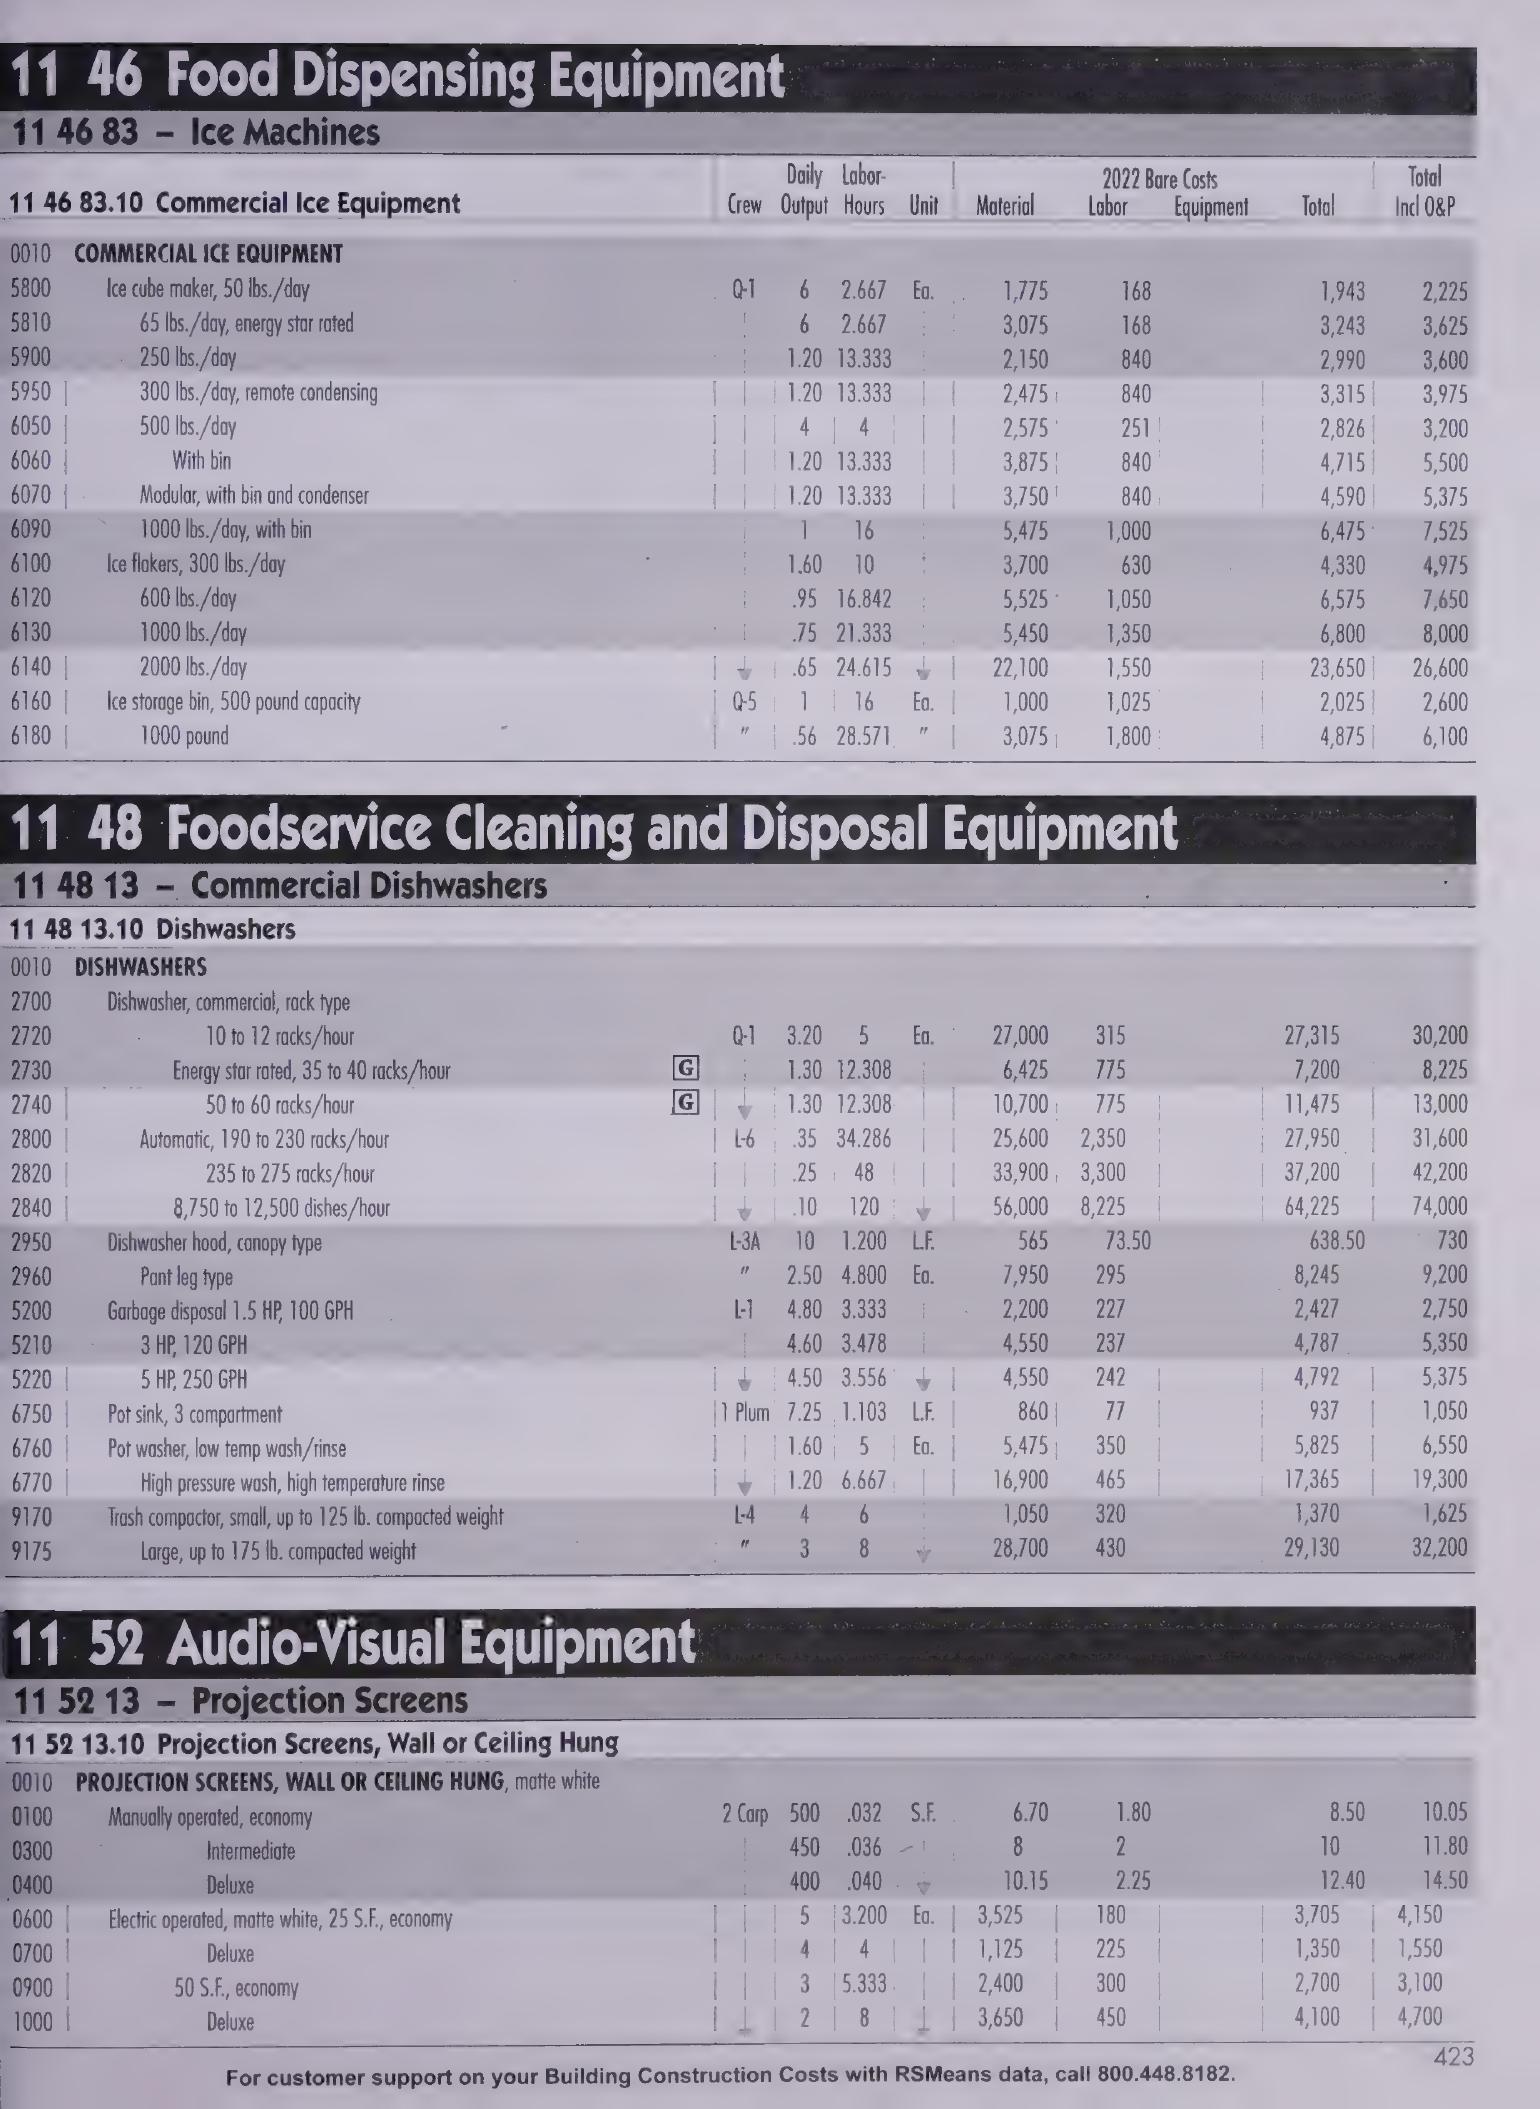 11 46 Food Dispensing Equipment
11 46 83 – Ice Machines
Daily Labor- 2022 Bare Costs Total
11 46 83.10 Commercial Ice Equipment Crew Output Hours Unit Material Labor Equipment Total Incl O&P
0010 COMMERCIAL ICE EQUIPMENT
5800 Ice cube maker, 50 lbs./day Q-1 6 2.667 Ea. 1,775 168 1,943 2,225
5810 65 lbs./day, energy star rated 6 2.667 3,075 168 3,243 3,625
5900 250 lbs./day 1.20 13.333 2,150 840 2,990 3,600
5950 300 lbs./day, remote condensing 1.20 13.333 2,475 840 3,315 3,975
6050 500 lbs./day 4 4 2,575 251 2,826 3,200
6060 With bin 1.20 13.333 3,875 840 4,715 5,500
6070 Modular, with bin and condenser 1.20 13.333 3,750 840 4,590 5,375
6090 1000 lbs./day, with bin 1 16 5,475 1,000 6,475 7,525
6100 Ice flakers, 300 lbs./day 1.60 10 3,700 630 4,330 4,975
6120 600 lbs./day .95 16.842 5,525 1,050 6,575 7,650
6130 1000 lbs./day .75 21.333 5,450 1,350 6,800 8,000
6140 2000 lbs./day .65 24.615 22,100 1,550 23,650 26,600
6160 Ice storage bin, 500 pound capacity Q-5 1 16 Ea. 1,000 1,025 2,025 2,600
6180 1000 pound " .56 28.571 " 3,075 1,800 4,875 6,100
11 48 Foodservice Cleaning and Disposal Equipment
11 48 13 – Commercial Dishwashers
11 48 13.10 Dishwashers
0010 DISHWASHERS
2700 Dishwasher, commercial, rack type
2720 10 to 12 racks/hour Q-1 3.20 5 Ea. 27,000 315 27,315 30,200
2730 Energy star rated, 35 to 40 racks/hour G 1.30 12.308 6,425 775 7,200 8,225
2740 50 to 60 racks/hour G 1.30 12.308 10,700 775 11,475 13,000
2800 Automatic, 190 to 230 racks/hour L-6 .35 34.286 25,600 2,350 27,950 31,600
2820 235 to 275 racks/hour .25 48 33,900 3,300 37,200 42,200
2840 8,750 to 12,500 dishes/hour .10 120 56,000 8,225 64,225 74,000
2950 Dishwasher hood, canopy type L-3A 10 1.200 L.F. 565 73.50 638.50 730
2960 Pant leg type " 2.50 4.800 Ea. 7,950 295 8,245 9,200
5200 Garbage disposal 1.5 HP, 100 GPH L-1 4.80 3.333 2,200 227 2,427 2,750
5210 3 HP, 120 GPH 4.60 3.478 4,550 237 4,787 5,350
5220 5 HP, 250 GPH 4.50 3.556 4,550 242 4,792 5,375
6750 Pot sink, 3 compartment 1 Plum 7.25 1.103 L.F. 860 77 937 1,050
6760 Pot washer, low temp wash/rinse 1.60 5 Ea. 5,475 350 5,825 6,550
6770 High pressure wash, high temperature rinse 1.20 6.667 16,900 465 17,365 19,300
9170 Trash compactor, small, up to 125 lb. compacted weight L-4 4 6 1,050 320 1,370 1,625
9175 Large, up to 175 lb. compacted weight " 3 8 28,700 430 29,130 32,200
11 52 Audio-Visual Equipment
11 52 13 – Projection Screens
11 52 13.10 Projection Screens, Wall or Ceiling Hung
0010 PROJECTION SCREENS, WALL OR CEILING HUNG, matte white
0100 Manually operated, economy 2 Carp 500 .032 S.F. 6.70 1.80 8.50 10.05
0300 Intermediate 450 .036 8 2 10 11.80
0400 Deluxe 400 .040 10.15 2.25 12.40 14.50
0600 Electric operated, matte white, 25 S.F., economy 5 3.200 Ea. 3,525 180 3,705 4,150
0700 Deluxe 4 4 1,125 225 1,350 1,550
0900 50 S.F., economy 3 5.333 2,400 300 2,700 3,100
1000 Deluxe 2 8 3,650 450 4,100 4,700
423
For customer support on your Building Construction Costs with RSMeans data, call 800.448.8182.